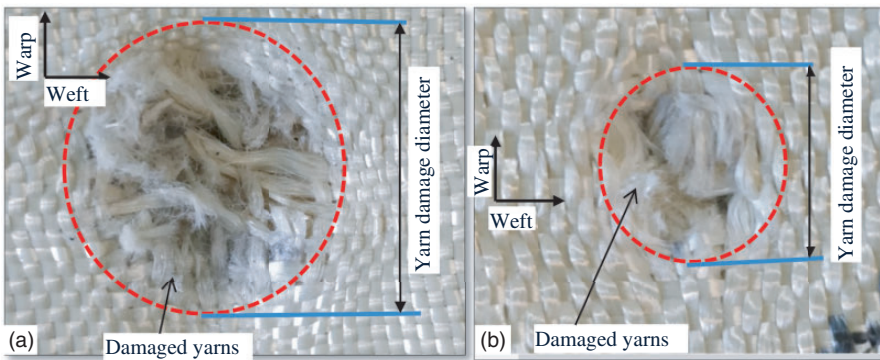 Warp
Weft
Yarn damage diameter
Damaged yarns
(a)
Warp
Weft
Yarn damage diameter
Damaged yarns
(b)